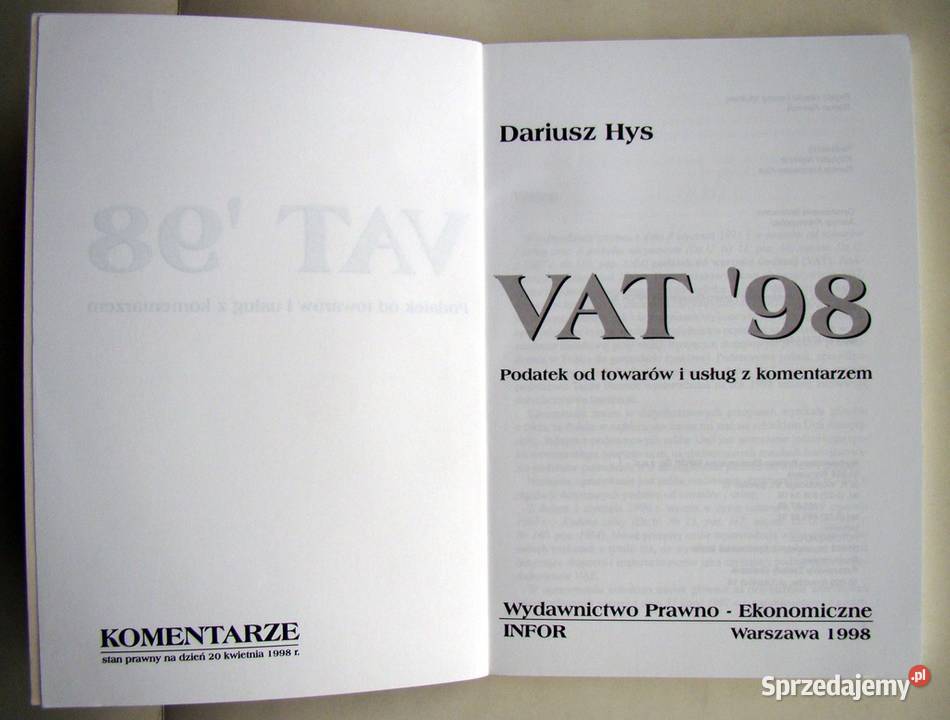 KOMENTARZE
stan prawny na dzień 20 kwietnia 1998 r.
Dariusz Hys
VAT '98
Podatek od towarów i usług z komentarzem
Wydawnictwo Prawno - Ekonomiczne
INFOR Warszawa 1998
Sprzedajemy.pl